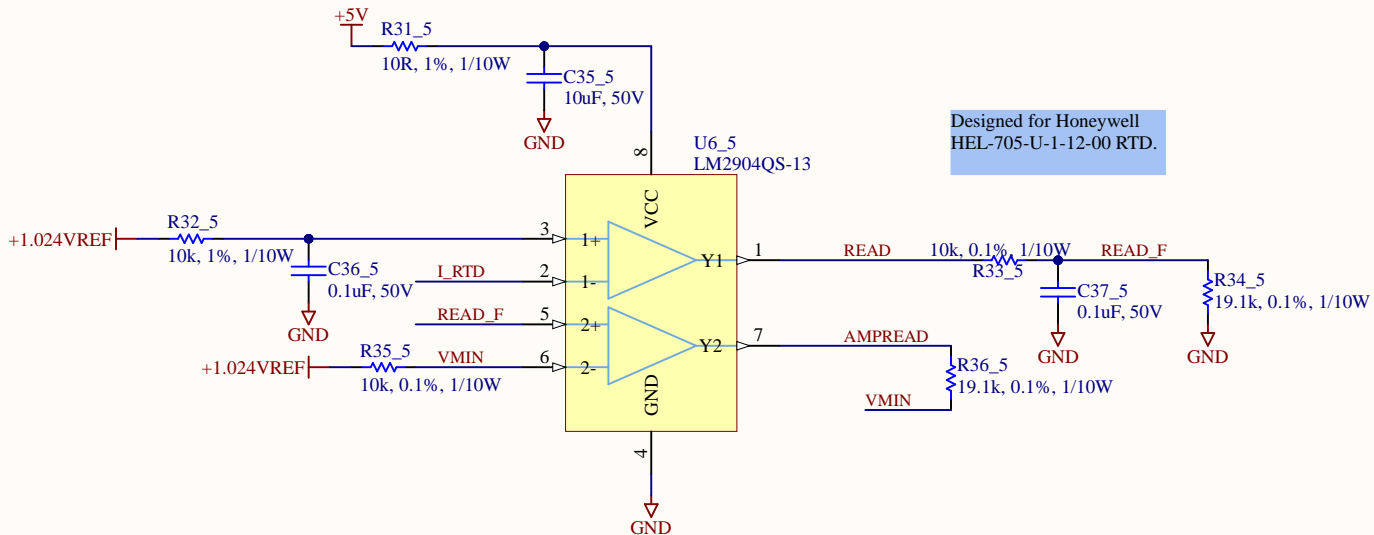 +5V
R31_5
10R, 1%, 1/10W
C35_5
10uF, 50V
GND
Designed for Honeywell
HEL-705-U-1-12-00 RTD.
U6_5
LM2904QS-13
8
VCC
+1.024VREF
R32_5
10k, 1%, 1/10W
C36_5
0.1uF, 50V
GND
3
1+
I_RTD
2
1-
READ_F
5
2+
+1.024VREF
R35_5
10k, 0.1%, 1/10W
VMIN
6
2-
Y1
1
READ
10k, 0.1%, 1/10W
R33_5
READ_F
C37_5
0.1uF, 50V
GND
R34_5
19.1k, 0.1%, 1/10W
GND
Y2
7
AMPREAD
R36_5
19.1k, 0.1%, 1/10W
VMIN
GND
4
GND